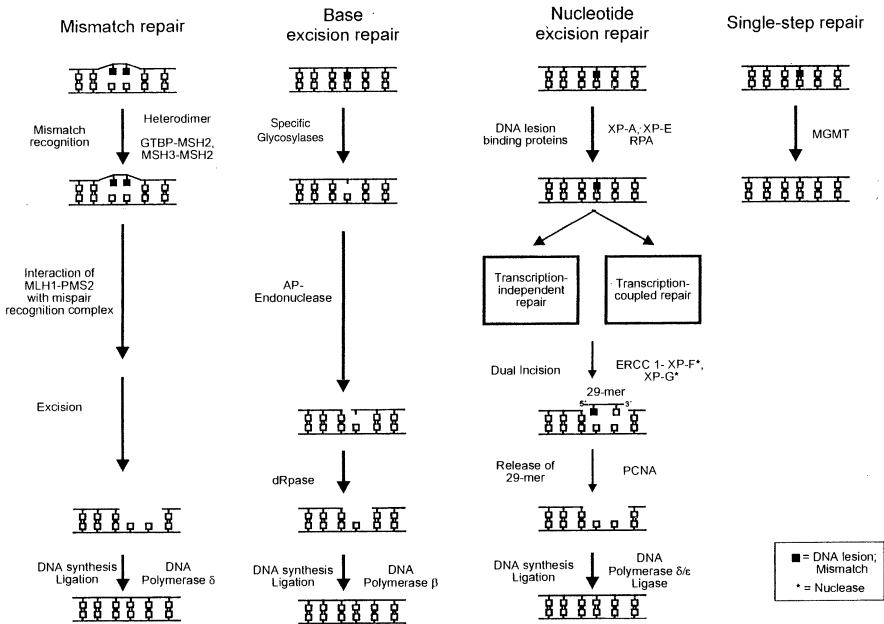 Mismatch repair
Mismatch
recognition
Heterodimer
GTBP-MSH2,
MSH3-MSH2
Interaction of
MLH1-PMS2
with mispair
recognition complex
Excision
DNA synthesis
Ligation
DNA
Polymerase δ
Base
excision repair
Specific
Glycosylases
AP-
Endonuclease
dRpase
DNA synthesis
Ligation
DNA
Polymerase β
Nucleotide
excision repair
DNA lesion
binding proteins
XP-A, XP-E
RPA
Transcription-
independent
repair
Transcription-
coupled repair
Dual Incision
ERCC 1- XP-F*,
XP-G*
29-mer
5´ 3´
Release of
29-mer
PCNA
DNA synthesis
Ligation
DNA
Polymerase δ/ε
Ligase
Single-step repair
MGMT
= DNA lesion;
Mismatch
* = Nuclease